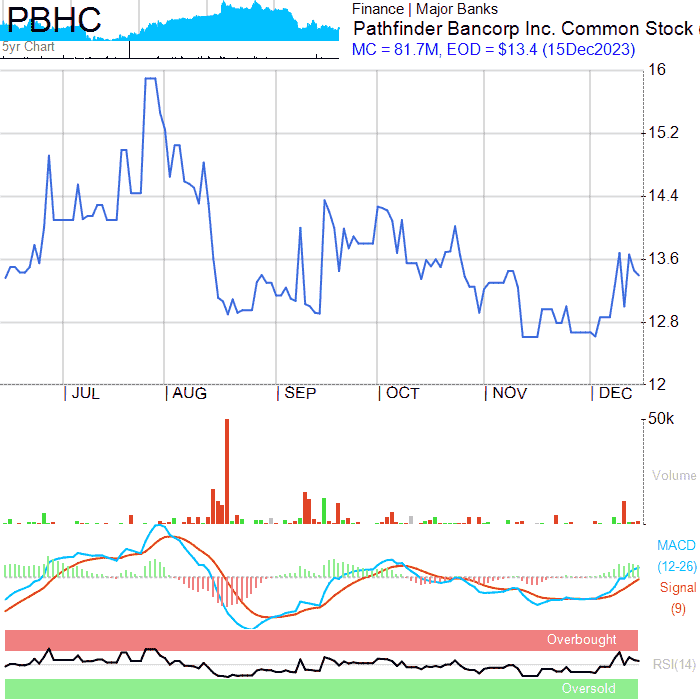 PBHC
5yr Chart
Finance | Major Banks
Pathfinder Bancorp Inc. Common Stock (
MC = 81.7M, EOD = $13.4 (15Dec2023)
16
15.2
14.4
13.6
12.8
12
JUL AUG SEP OCT NOV DEC
50k
Volume
MACD
(12-26)
Signal
(9)
Overbought
RSI(14)
Oversold